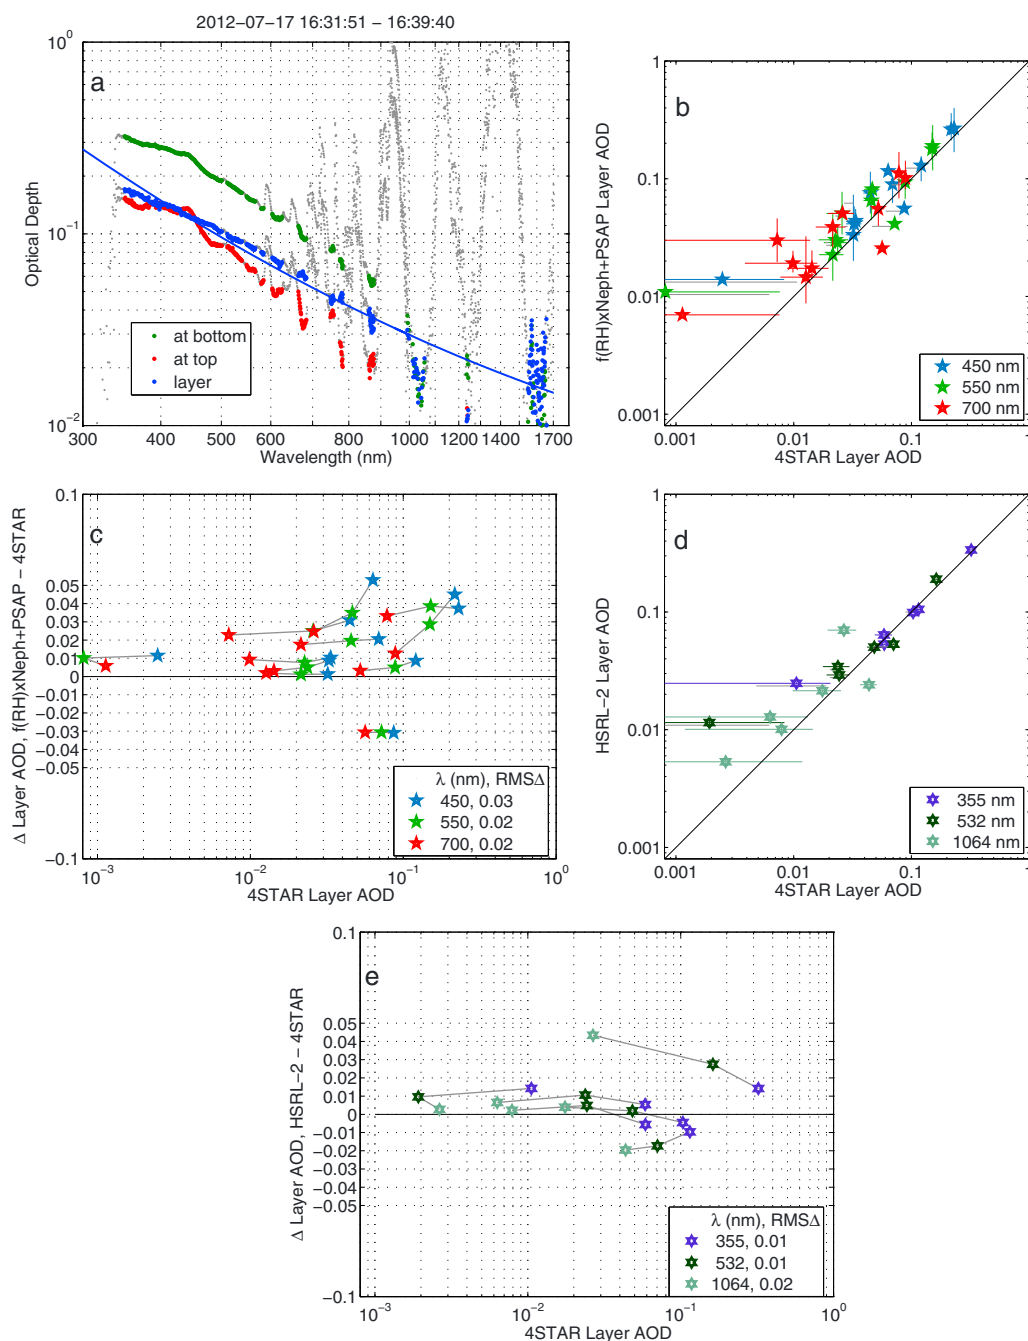 2012−07−17 16:31:51 − 16:39:40
a
10^0
10^−1
10^−2
Optical Depth
at bottom
at top
layer
300 400 500 600 800 1000 1200 1400 1700
Wavelength (nm)
b
1
0.1
0.01
0.001
f(RH)xNeph+PSAP Layer AOD
450 nm
550 nm
700 nm
0.001 0.01 0.1 1
4STAR Layer AOD
c
0.1
0.05
0.04
0.03
0.02
0.01
0
−0.01
−0.02
−0.03
−0.05
−0.1
Δ Layer AOD, f(RH)xNeph+PSAP − 4STAR
λ (nm), RMSΔ
450, 0.03
550, 0.02
700, 0.02
10^−3 10^−2 10^−1 10^0
4STAR Layer AOD
d
1
0.1
0.01
0.001
HSRL−2 Layer AOD
355 nm
532 nm
1064 nm
0.001 0.01 0.1 1
4STAR Layer AOD
e
0.1
0.05
0.03
0.02
0.01
0
−0.01
−0.02
−0.03
−0.05
−0.1
Δ Layer AOD, HSRL−2 − 4STAR
λ (nm), RMSΔ
355, 0.01
532, 0.01
1064, 0.02
10^−3 10^−2 10^−1 10^0
4STAR Layer AOD